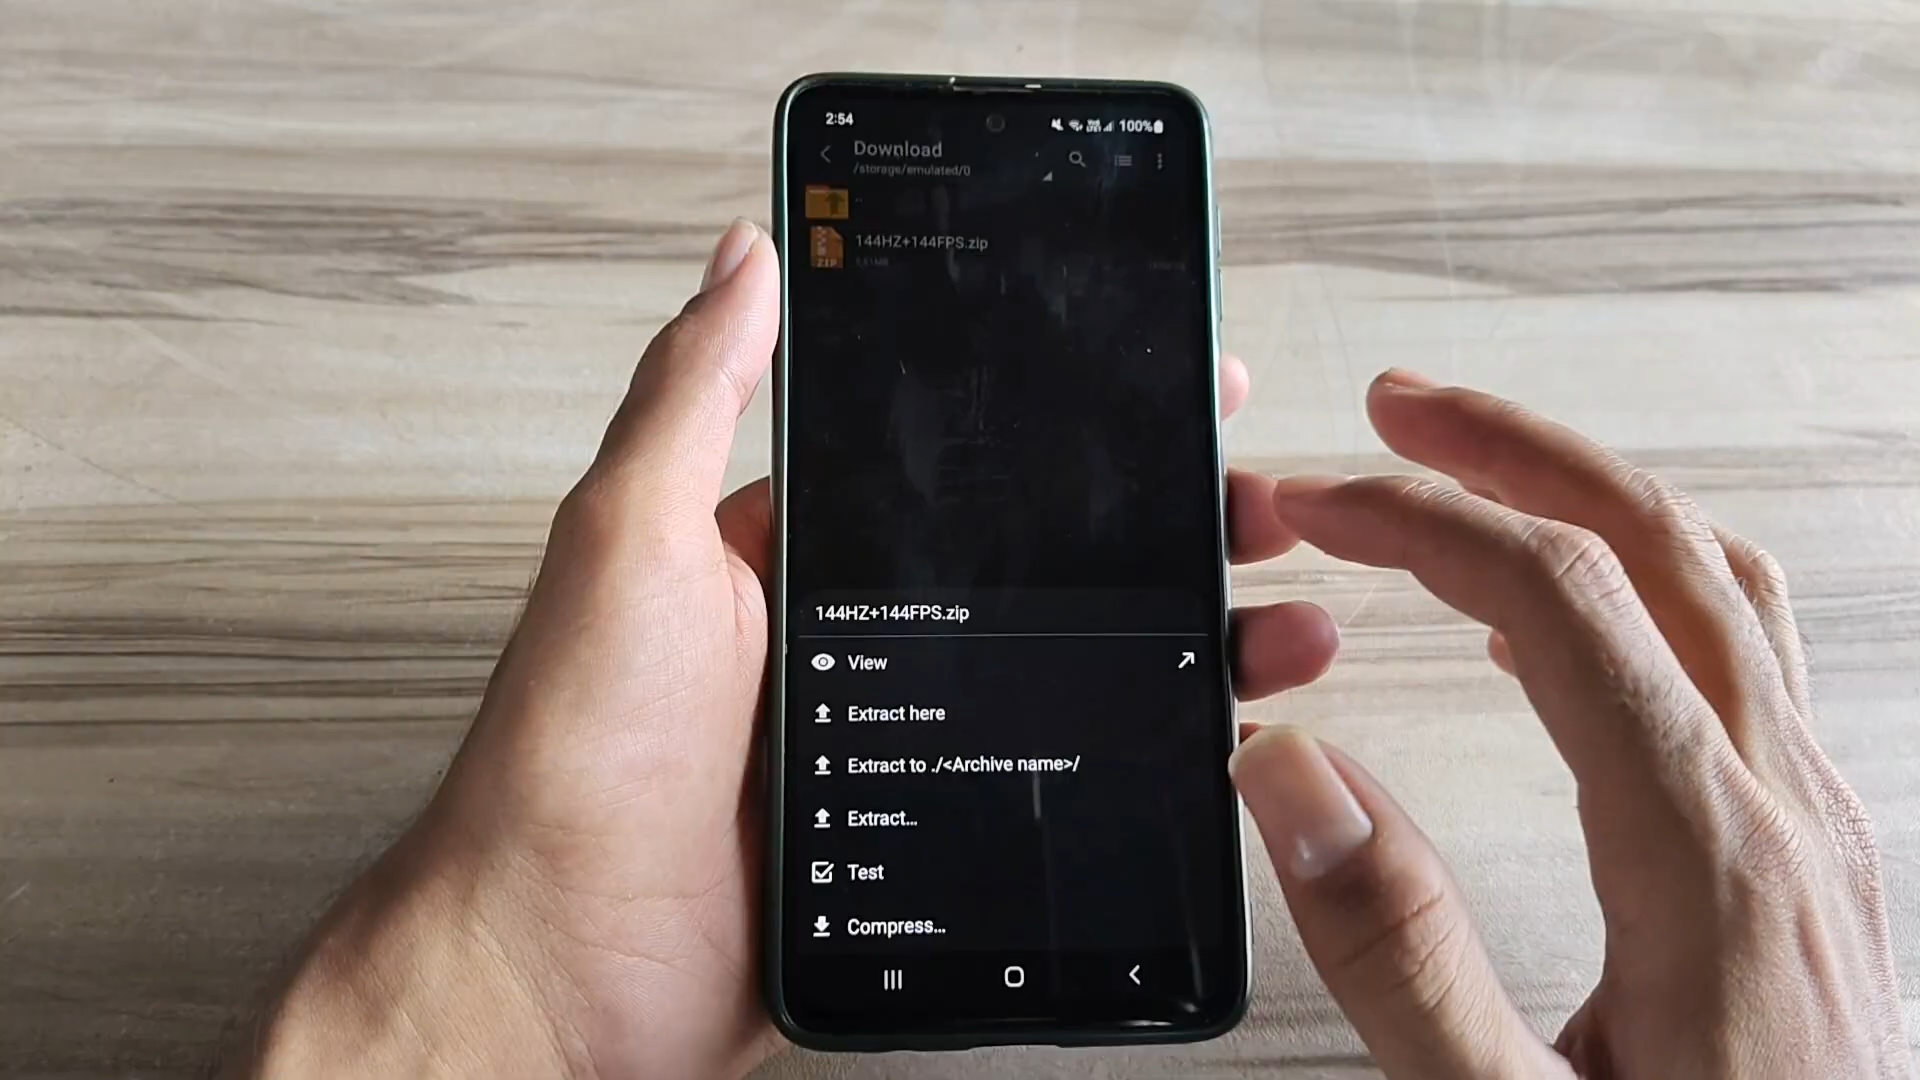 2:54
100%
Download
/storage/emulated/0
..
144HZ+144FPS.zip
ZIP
144HZ+144FPS.zip
View
Extract here
Extract to ./<Archive name>/
Extract...
Test
Compress...